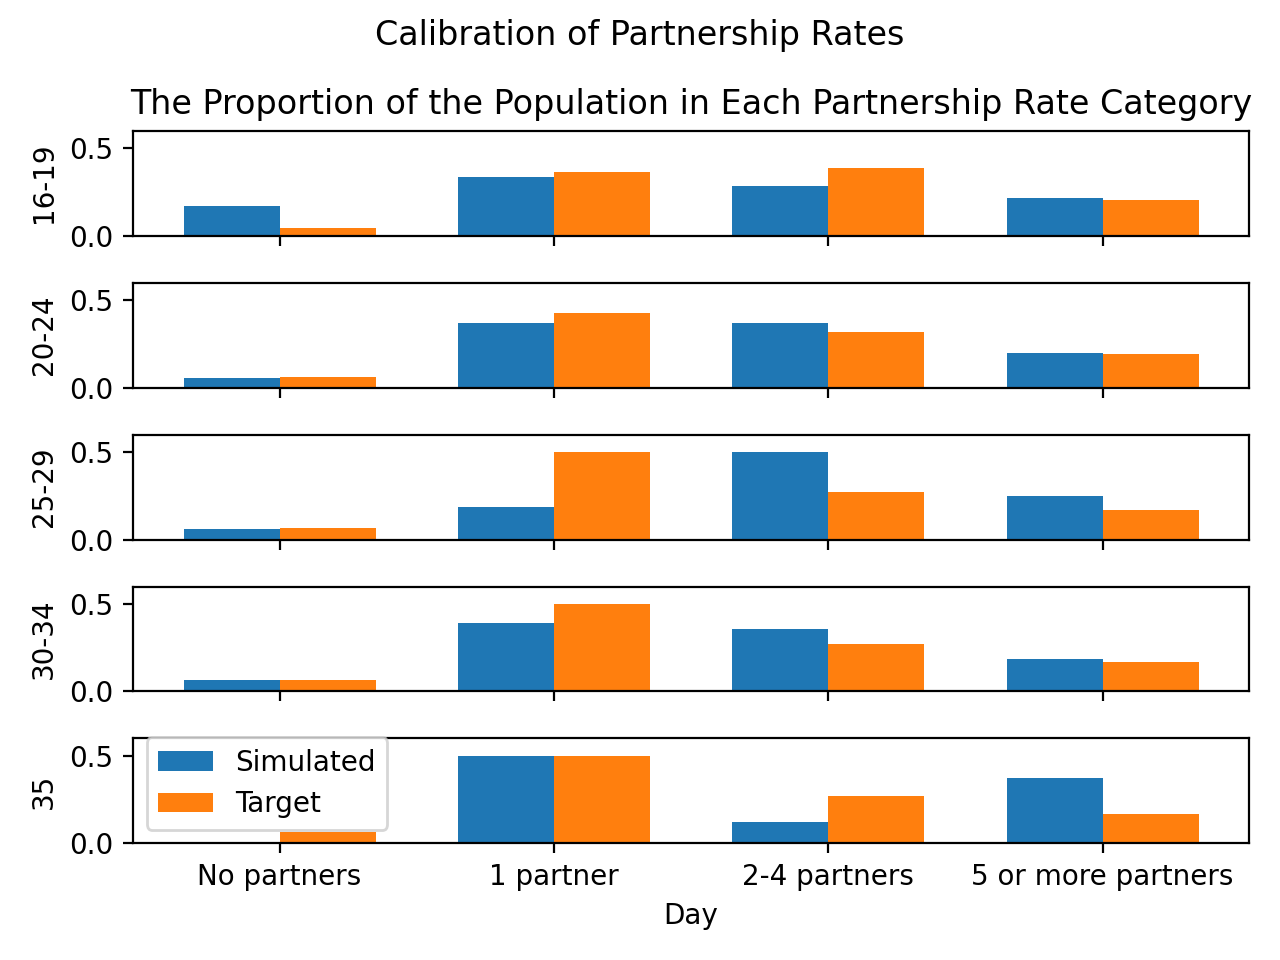 Calibration of Partnership Rates
The Proportion of the Population in Each Partnership Rate Category
0.5
0.0
16-19
0.5
0.0
20-24
0.5
0.0
25-29
0.5
0.0
30-34
0.5
0.0
35
Simulated
Target
No partners
1 partner
2-4 partners
5 or more partners
Day